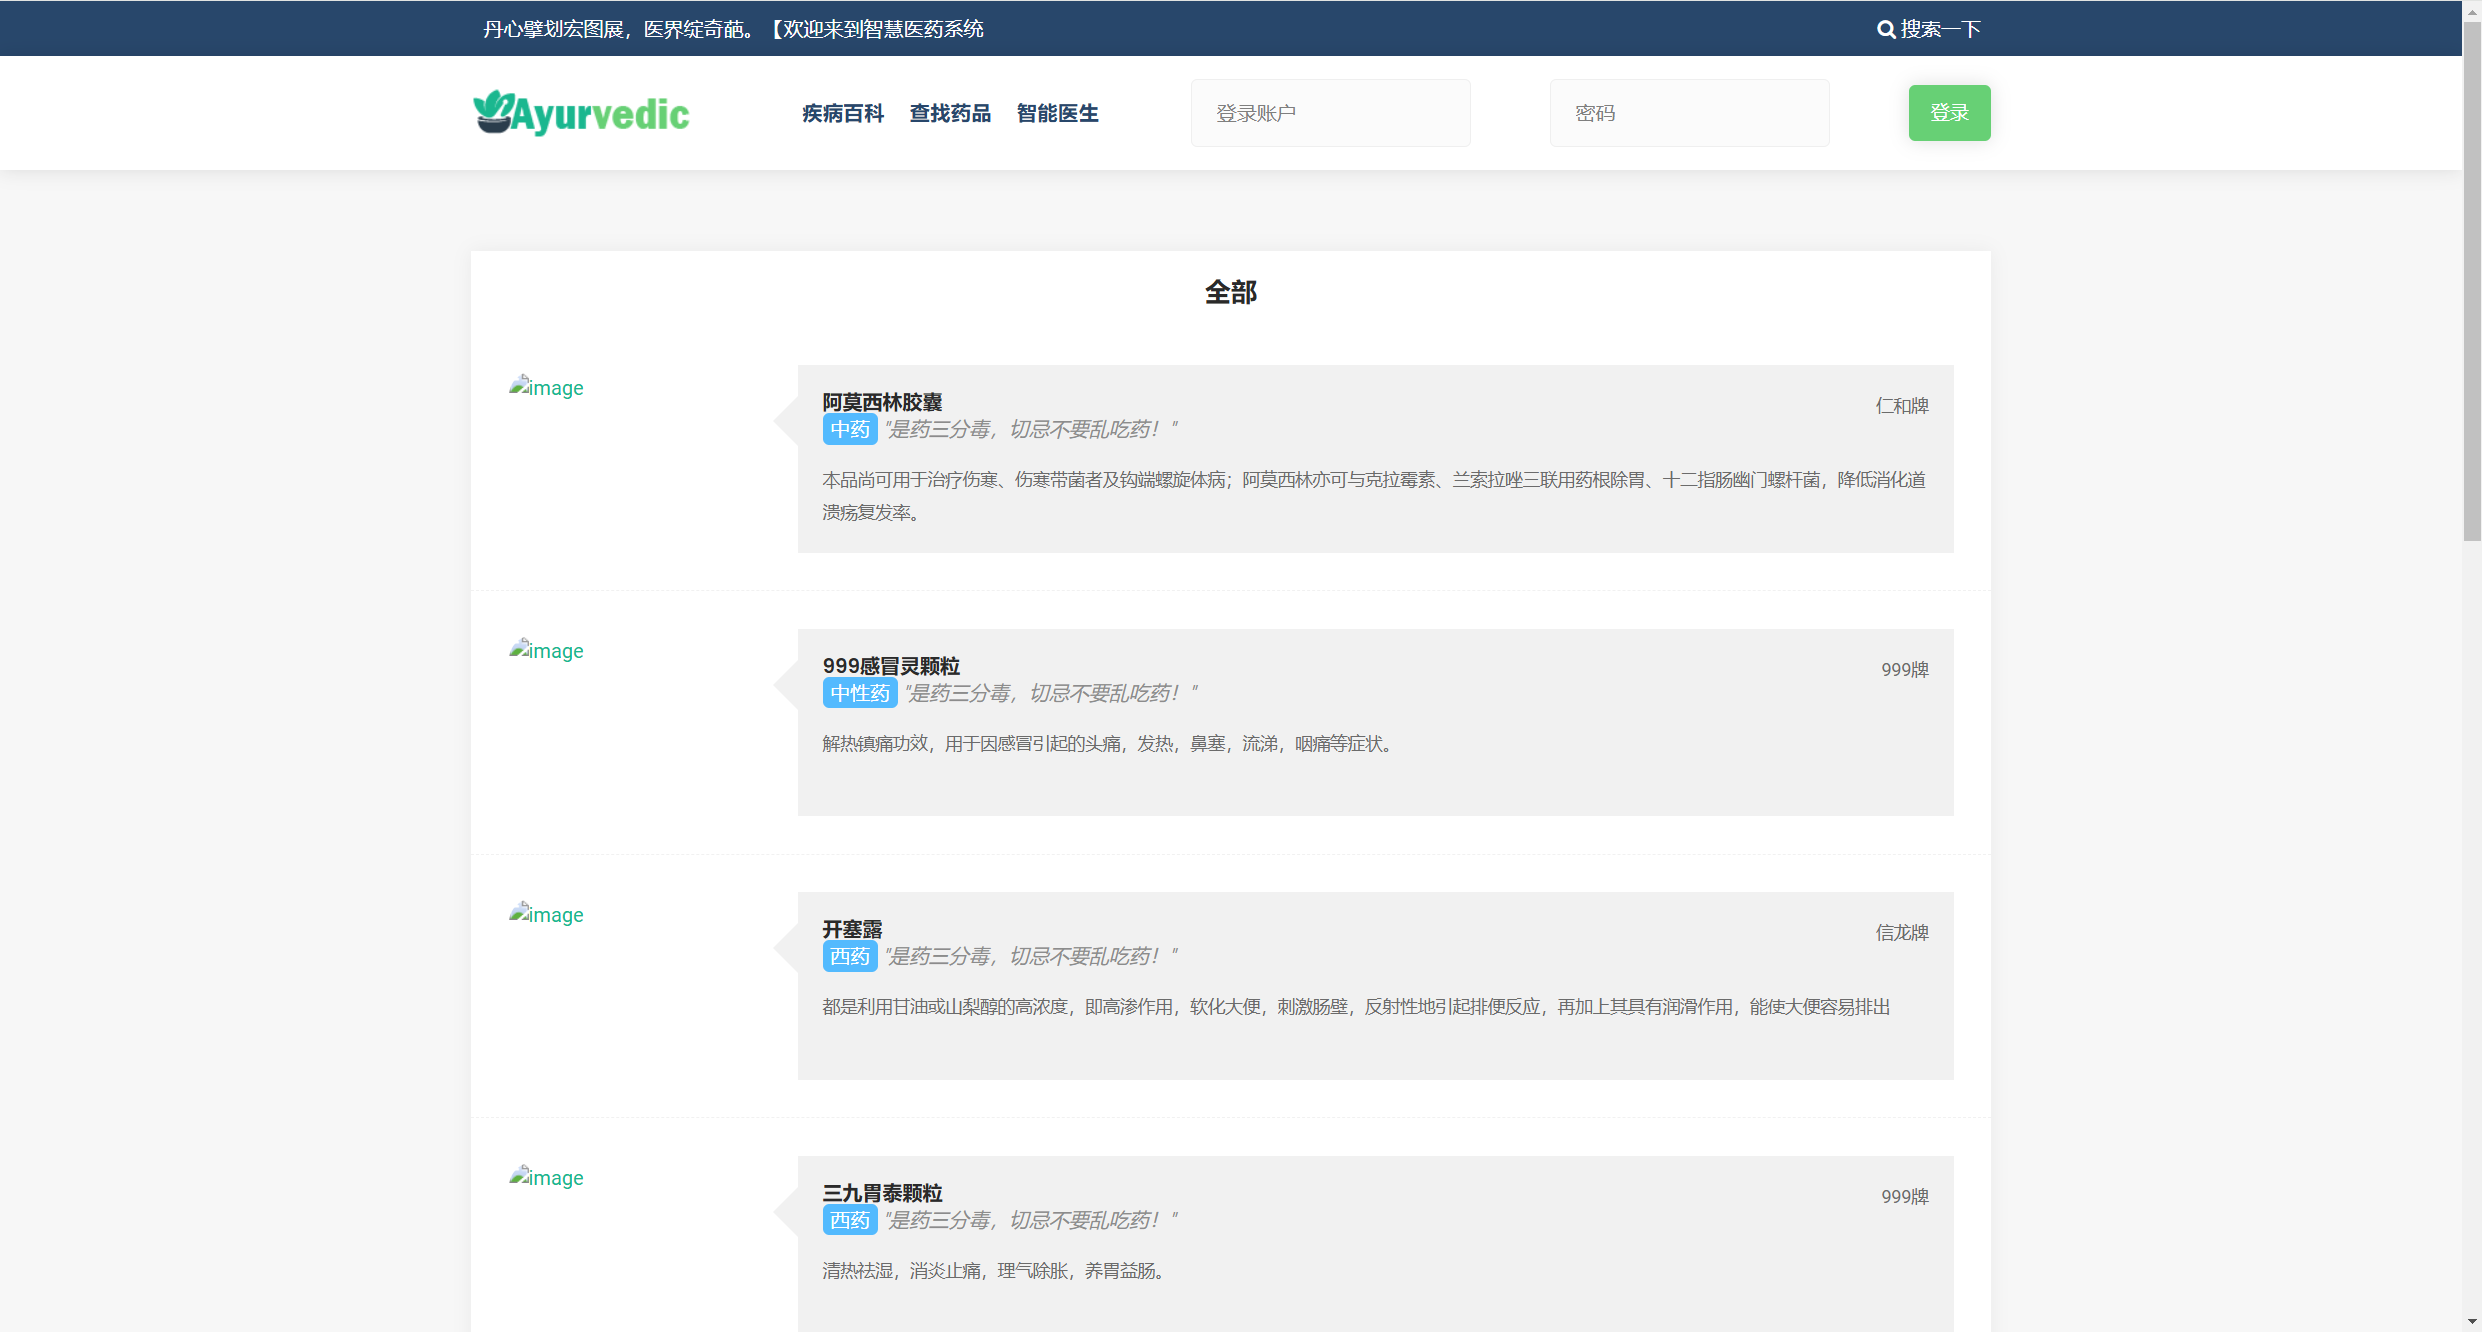 丹心擘划宏图展，医界绽奇葩。【欢迎来到智慧医药系统
搜索一下
Ayurvedic
疾病百科 查找药品 智能医生
登录账户
密码
登录
全部
image
阿莫西林胶囊
仁和牌
中药 "是药三分毒，切忌不要乱吃药！"
本品尚可用于治疗伤寒、伤寒带菌者及钩端螺旋体病；阿莫西林亦可与克拉霉素、兰索拉唑三联用药根除胃、十二指肠幽门螺杆菌，降低消化道
溃疡复发率。
image
999感冒灵颗粒
999牌
中性药 "是药三分毒，切忌不要乱吃药！"
解热镇痛功效，用于因感冒引起的头痛，发热，鼻塞，流涕，咽痛等症状。
image
开塞露
信龙牌
西药 "是药三分毒，切忌不要乱吃药！"
都是利用甘油或山梨醇的高浓度，即高渗作用，软化大便，刺激肠壁，反射性地引起排便反应，再加上其具有润滑作用，能使大便容易排出
image
三九胃泰颗粒
999牌
西药 "是药三分毒，切忌不要乱吃药！"
清热祛湿，消炎止痛，理气除胀，养胃益肠。